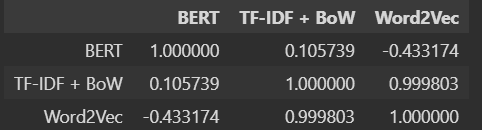 BERT TF-IDF + BoW Word2Vec
BERT 1.000000 0.105739 -0.433174
TF-IDF + BoW 0.105739 1.000000 0.999803
Word2Vec -0.433174 0.999803 1.000000